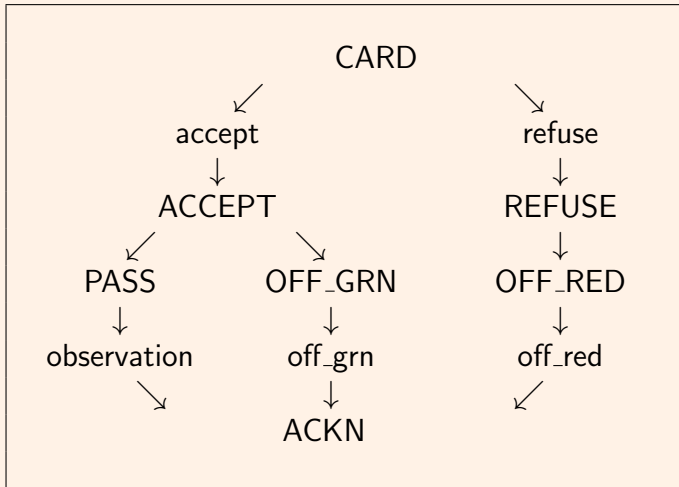 CARD
accept refuse
ACCEPT REFUSE
PASS OFF_GRN OFF_RED
observation off_grn off_red
ACKN